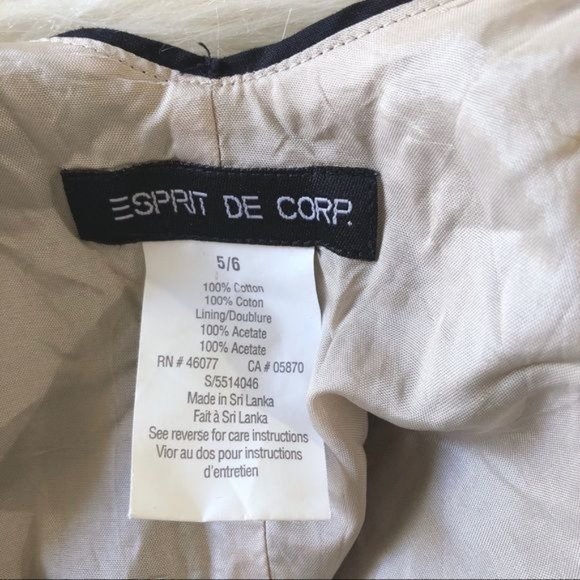 ESPRIT DE CORP.
5/6
100% Cotton
100% Coton
Lining/Doublure
100% Acetate
100% Acetate
RN # 46077 CA # 05870
S/5514046
Made in Sri Lanka
Fait à Sri Lanka
See reverse for care instructions
Vior au dos pour instructions
d'entretien